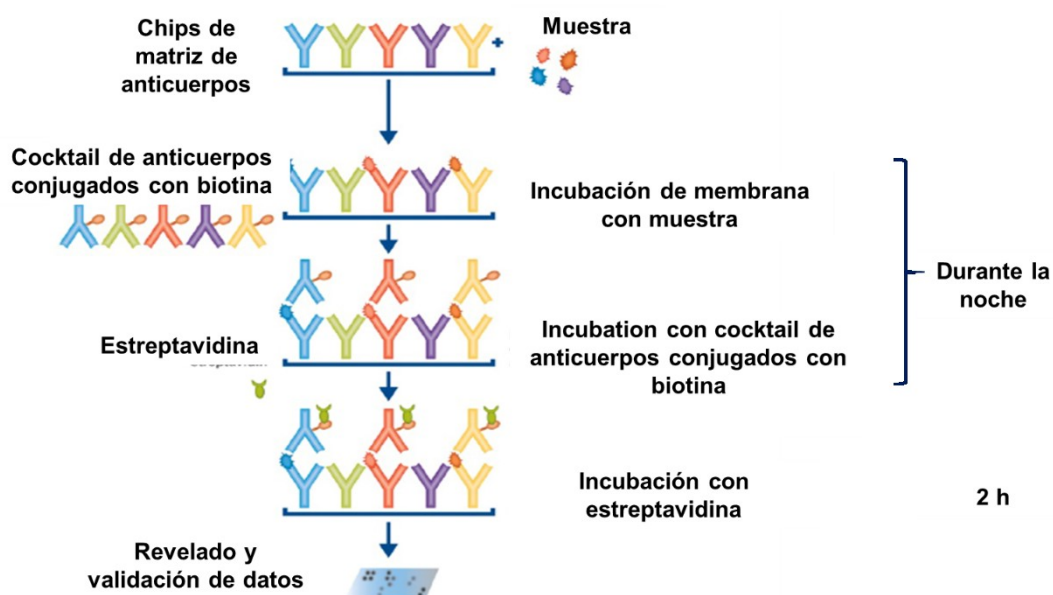 Chips de
matriz de
anticuerpos
+
Muestra
Cocktail de anticuerpos
conjugados con biotina
Incubación de membrana
con muestra
Durante la
noche
Estreptavidina
Incubation con cocktail de
anticuerpos conjugados con
biotina
Incubación con
estreptavidina
2 h
Revelado y
validación de datos